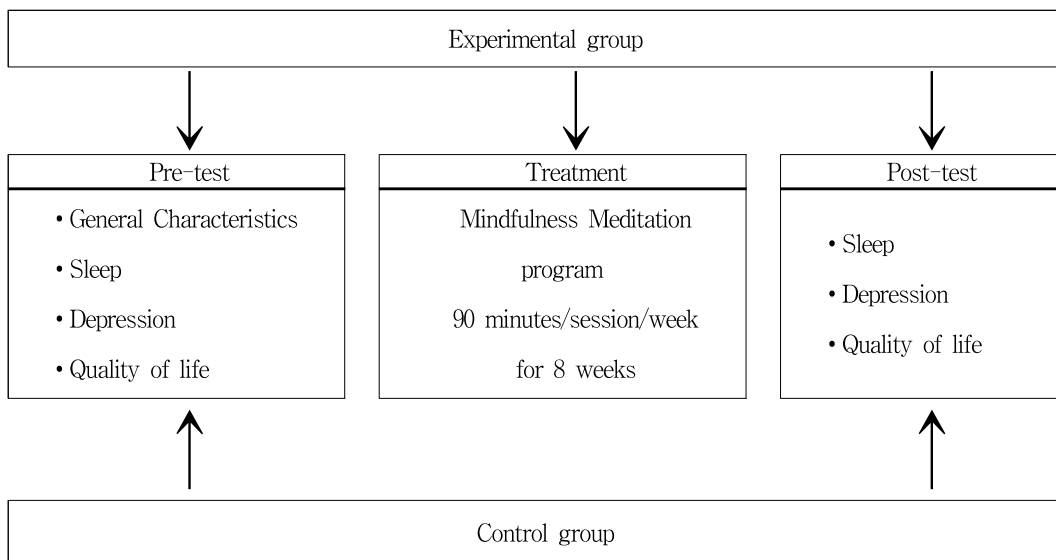 Experimental group
Pre-test
• General Characteristics
• Sleep
• Depression
• Quality of life
Treatment
Mindfulness Meditation
program
90 minutes/session/week
for 8 weeks
Post-test
• Sleep
• Depression
• Quality of life
Control group